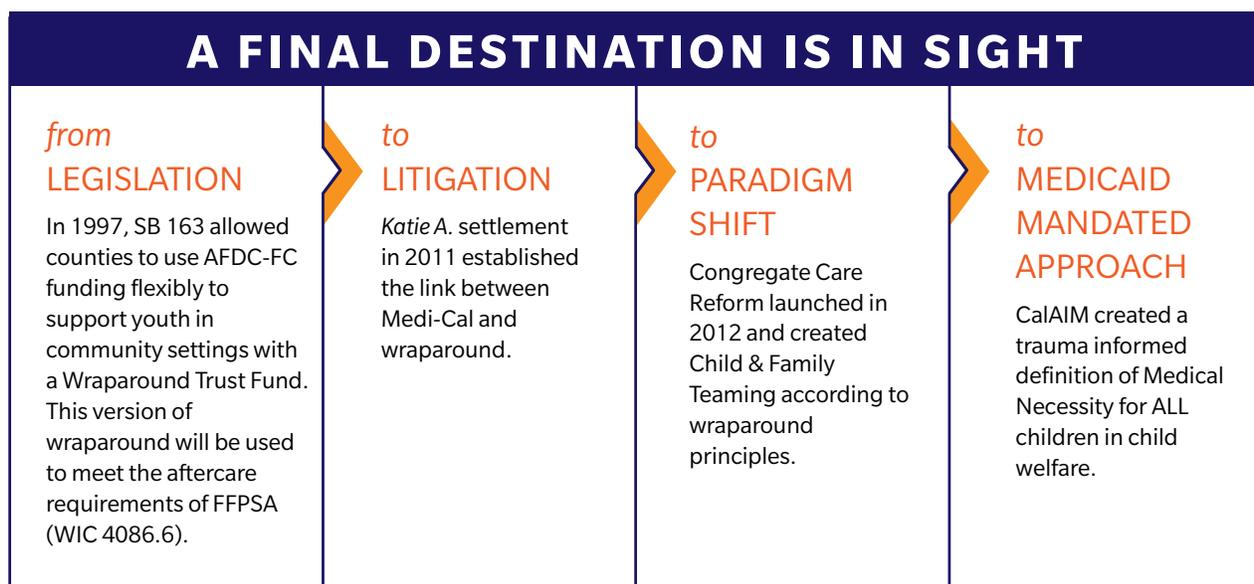 A FINAL DESTINATION IS IN SIGHT
from
LEGISLATION
In 1997, SB 163 allowed
counties to use AFDC-FC
funding flexibly to
support youth in
community settings with
a Wraparound Trust Fund.
This version of
wraparound will be used
to meet the aftercare
requirements of FFPSA
(WIC 4086.6).
to
LITIGATION
Katie A. settlement
in 2011 established
the link between
Medi-Cal and
wraparound.
to
PARADIGM
SHIFT
Congregate Care
Reform launched in
2012 and created
Child & Family
Teaming according to
wraparound
principles.
to
MEDICAID
MANDATED
APPROACH
CalAIM created a
trauma informed
definition of Medical
Necessity for ALL
children in child
welfare.